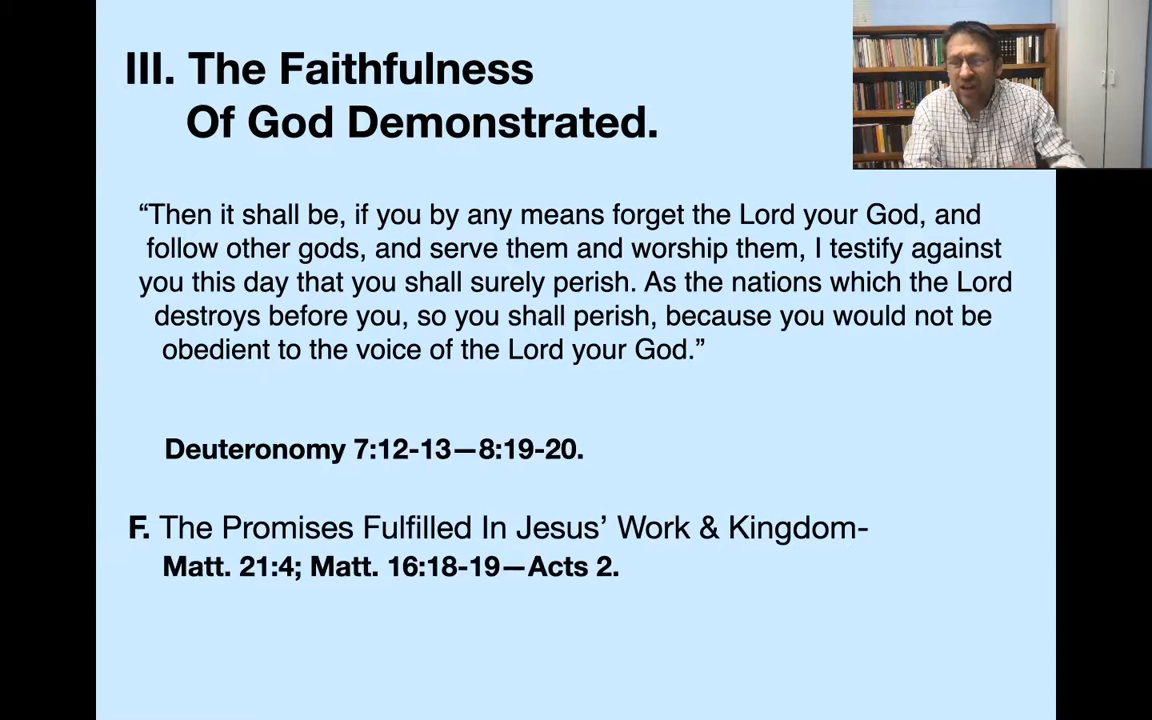 III. The Faithfulness
Of God Demonstrated.
“Then it shall be, if you by any means forget the Lord your God, and
follow other gods, and serve them and worship them, I testify against
you this day that you shall surely perish. As the nations which the Lord
destroys before you, so you shall perish, because you would not be
obedient to the voice of the Lord your God.”
Deuteronomy 7:12-13—8:19-20.
F. The Promises Fulfilled In Jesus’ Work & Kingdom-
Matt. 21:4; Matt. 16:18-19—Acts 2.